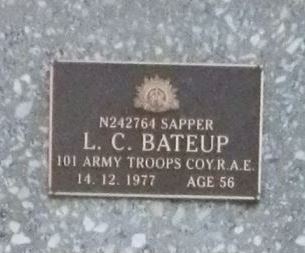 N242764 SAPPER
L. C. BATEUP
101 ARMY TROOPS COY. R.A.E.
14. 12. 1977 AGE 56